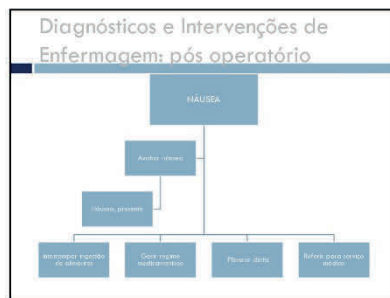 Diagnósticos e Intervenções de
Enfermagem: pós operatório
NÁUSEA
Avaliar náusea
Náusea, presente
Interromper ingestão
de alimentos
Gerir regime
medicamentoso
Planear dieta
Referir para serviço
médico